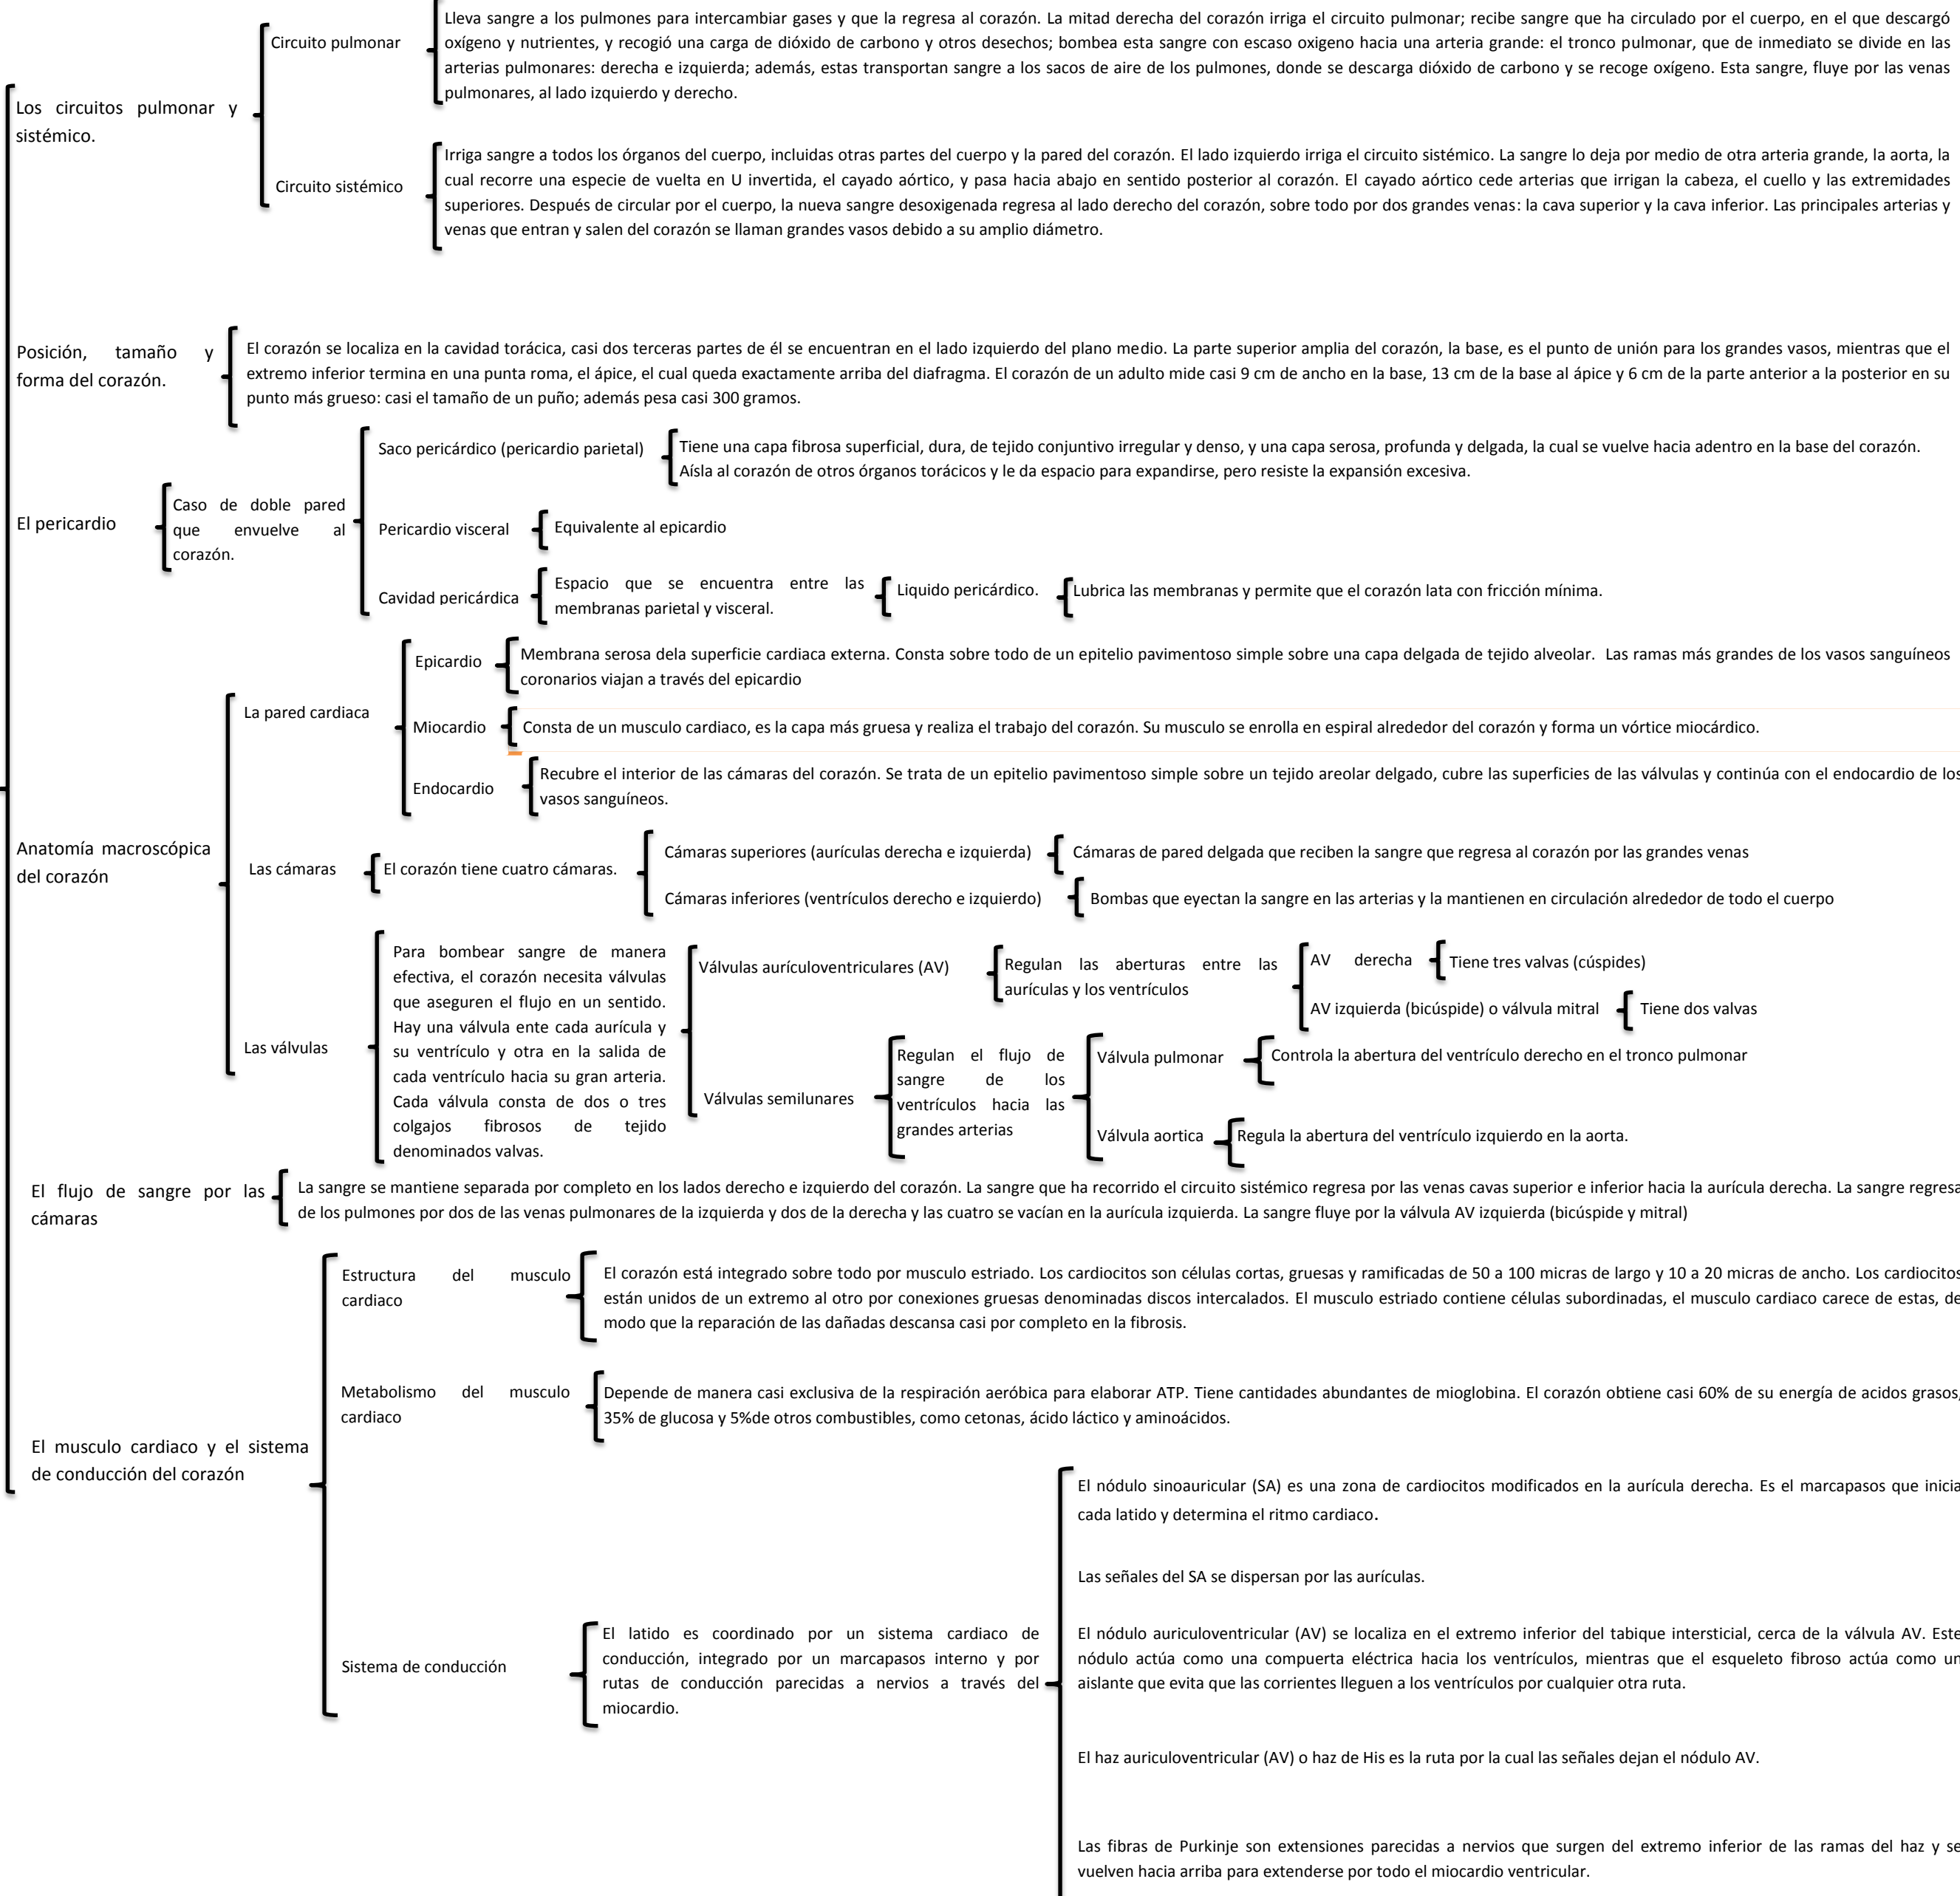 Lleva sangre a los pulmones para intercambiar gases y que la regresa al corazón. La mitad derecha del corazón irriga el circuito pulmonar; recibe sangre que ha circulado por el cuerpo, en el que descargó
Circuito pulmonar
oxígeno y nutrientes, y recogió una carga de dióxido de carbono y otros desechos; bombea esta sangre con escaso oxigeno hacia una arteria grande: el tronco pulmonar, que de inmediato se divide en las
arterias pulmonares: derecha e izquierda; además, estas transportan sangre a los sacos de aire de los pulmones, donde se descarga dióxido de carbono y se recoge oxígeno. Esta sangre, fluye por las venas
pulmonares, al lado izquierdo y derecho.
Los circuitos pulmonar y
sistémico.
Circuito sistémico
Irriga sangre a todos los órganos del cuerpo, incluidas otras partes del cuerpo y la pared del corazón. El lado izquierdo irriga el circuito sistémico. La sangre lo deja por medio de otra arteria grande, la aorta, la
cual recorre una especie de vuelta en U invertida, el cayado aórtico, y pasa hacia abajo en sentido posterior al corazón. El cayado aórtico cede arterias que irrigan la cabeza, el cuello y las extremidades
superiores. Después de circular por el cuerpo, la nueva sangre desoxigenada regresa al lado derecho del corazón, sobre todo por dos grandes venas: la cava superior y la cava inferior. Las principales arterias y
venas que entran y salen del corazón se llaman grandes vasos debido a su amplio diámetro.
Posición, tamaño y
forma del corazón.
El corazón se localiza en la cavidad torácica, casi dos terceras partes de él se encuentran en el lado izquierdo del plano medio. La parte superior amplia del corazón, la base, es el punto de unión para los grandes vasos, mientras que el
extremo inferior termina en una punta roma, el ápice, el cual queda exactamente arriba del diafragma. El corazón de un adulto mide casi 9 cm de ancho en la base, 13 cm de la base al ápice y 6 cm de la parte anterior a la posterior en su
punto más grueso: casi el tamaño de un puño; además pesa casi 300 gramos.
El pericardio
Caso de doble pared
que envuelve al
corazón.
Saco pericárdico (pericardio parietal)
Tiene una capa fibrosa superficial, dura, de tejido conjuntivo irregular y denso, y una capa serosa, profunda y delgada, la cual se vuelve hacia adentro en la base del corazón.
Aísla al corazón de otros órganos torácicos y le da espacio para expandirse, pero resiste la expansión excesiva.
Pericardio visceral
Equivalente al epicardio
Cavidad pericárdica
Espacio que se encuentra entre las
membranas parietal y visceral.
Liquido pericárdico.
Lubrica las membranas y permite que el corazón lata con fricción mínima.
Anatomía macroscópica
del corazón
La pared cardiaca
Epicardio
Membrana serosa dela superficie cardiaca externa. Consta sobre todo de un epitelio pavimentoso simple sobre una capa delgada de tejido alveolar. Las ramas más grandes de los vasos sanguíneos
coronarios viajan a través del epicardio
Miocardio
Consta de un musculo cardiaco, es la capa más gruesa y realiza el trabajo del corazón. Su musculo se enrolla en espiral alrededor del corazón y forma un vórtice miocárdico.
Endocardio
Recubre el interior de las cámaras del corazón. Se trata de un epitelio pavimentoso simple sobre un tejido areolar delgado, cubre las superficies de las válvulas y continúa con el endocardio de los
vasos sanguíneos.
Las cámaras
El corazón tiene cuatro cámaras.
Cámaras superiores (aurículas derecha e izquierda)
Cámaras de pared delgada que reciben la sangre que regresa al corazón por las grandes venas
Cámaras inferiores (ventrículos derecho e izquierdo)
Bombas que eyectan la sangre en las arterias y la mantienen en circulación alrededor de todo el cuerpo
Las válvulas
Para bombear sangre de manera
efectiva, el corazón necesita válvulas
que aseguren el flujo en un sentido.
Hay una válvula ente cada aurícula y
su ventrículo y otra en la salida de
cada ventrículo hacia su gran arteria.
Cada válvula consta de dos o tres
colgajos fibrosos de tejido
denominados valvas.
Válvulas aurículoventriculares (AV)
Regulan las aberturas entre las
aurículas y los ventrículos
AV derecha
Tiene tres valvas (cúspides)
AV izquierda (bicúspide) o válvula mitral
Tiene dos valvas
Válvulas semilunares
Regulan el flujo de
sangre de los
ventrículos hacia las
grandes arterias
Válvula pulmonar
Controla la abertura del ventrículo derecho en el tronco pulmonar
Válvula aortica
Regula la abertura del ventrículo izquierdo en la aorta.
El flujo de sangre por las
cámaras
La sangre se mantiene separada por completo en los lados derecho e izquierdo del corazón. La sangre que ha recorrido el circuito sistémico regresa por las venas cavas superior e inferior hacia la aurícula derecha. La sangre regresa
de los pulmones por dos de las venas pulmonares de la izquierda y dos de la derecha y las cuatro se vacían en la aurícula izquierda. La sangre fluye por la válvula AV izquierda (bicúspide y mitral)
El musculo cardiaco y el sistema
de conducción del corazón
Estructura del musculo
cardiaco
El corazón está integrado sobre todo por musculo estriado. Los cardiocitos son células cortas, gruesas y ramificadas de 50 a 100 micras de largo y 10 a 20 micras de ancho. Los cardiocitos
están unidos de un extremo al otro por conexiones gruesas denominadas discos intercalados. El musculo estriado contiene células subordinadas, el musculo cardiaco carece de estas, de
modo que la reparación de las dañadas descansa casi por completo en la fibrosis.
Metabolismo del musculo
cardiaco
Depende de manera casi exclusiva de la respiración aeróbica para elaborar ATP. Tiene cantidades abundantes de mioglobina. El corazón obtiene casi 60% de su energía de acidos grasos,
35% de glucosa y 5%de otros combustibles, como cetonas, ácido láctico y aminoácidos.
Sistema de conducción
El latido es coordinado por un sistema cardiaco de
conducción, integrado por un marcapasos interno y por
rutas de conducción parecidas a nervios a través del
miocardio.
El nódulo sinoauricular (SA) es una zona de cardiocitos modificados en la aurícula derecha. Es el marcapasos que inicia
cada latido y determina el ritmo cardiaco.
Las señales del SA se dispersan por las aurículas.
El nódulo auriculoventricular (AV) se localiza en el extremo inferior del tabique intersticial, cerca de la válvula AV. Este
nódulo actúa como una compuerta eléctrica hacia los ventrículos, mientras que el esqueleto fibroso actúa como un
aislante que evita que las corrientes lleguen a los ventrículos por cualquier otra ruta.
El haz auriculoventricular (AV) o haz de His es la ruta por la cual las señales dejan el nódulo AV.
Las fibras de Purkinje son extensiones parecidas a nervios que surgen del extremo inferior de las ramas del haz y se
vuelven hacia arriba para extenderse por todo el miocardio ventricular.